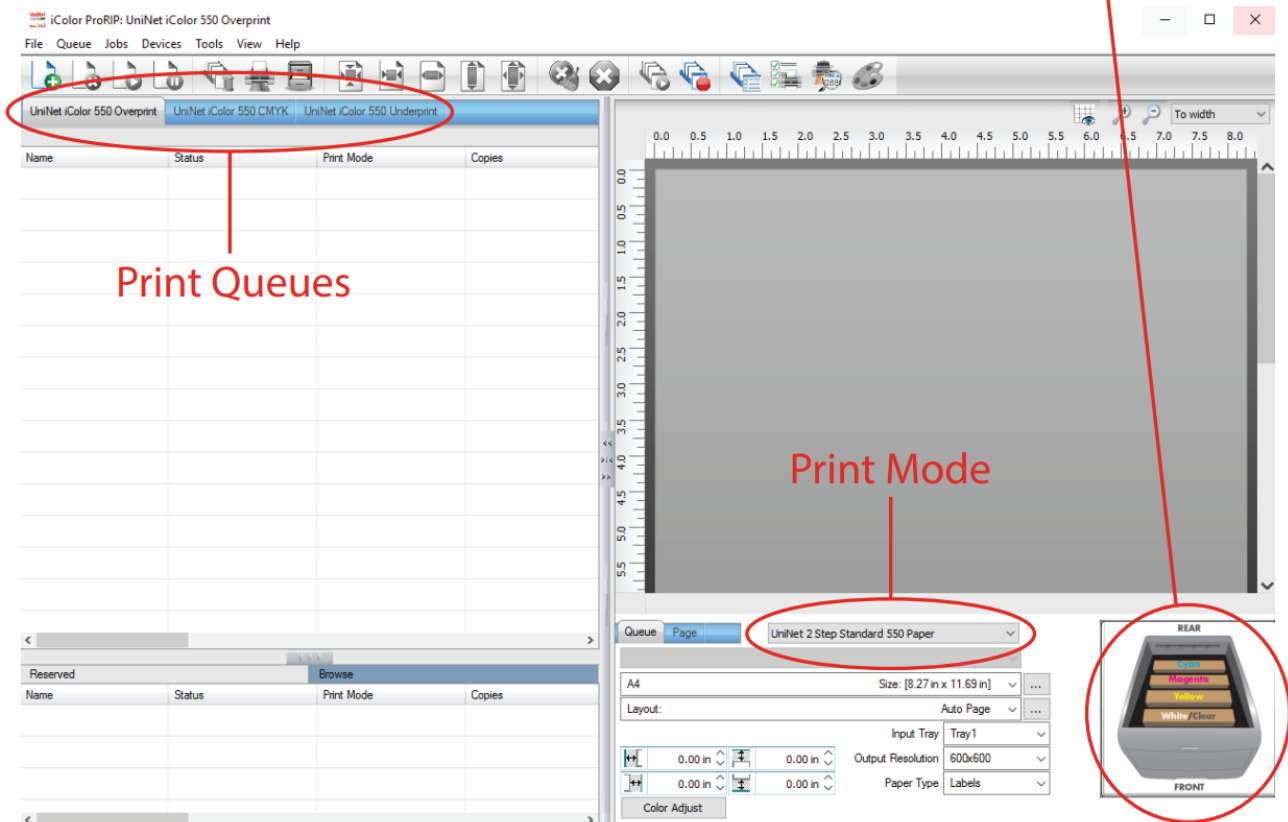 iColor ProRIP: UniNet iColor 550 Overprint
File Queue Jobs Devices Tools View Help
UniNet iColor 550 Overprint UniNet iColor 550 CMYK UniNet iColor 550 Underprint
To width
Name Status Print Mode Copies
0.0 0.5 1.0 1.5 2.0 2.5 3.0 3.5 4.0 4.5 5.0 5.5 6.0 6.5 7.0 7.5 8.0
0.0
0.5
1.0
1.5
2.0
2.5
3.0
3.5
4.0
4.5
5.0
5.5
Print Queues
Print Mode
Queue Page UniNet 2 Step Standard 550 Paper
A4 Size: [8.27 in x 11.69 in] ...
Layout: Auto Page ...
Input Tray Tray1
0.00 in 0.00 in Output Resolution 600x600
0.00 in 0.00 in Paper Type Labels
Color Adjust
REAR
Cyan
Magenta
Yellow
White/Clear
FRONT
Reserved Browse
Name Status Print Mode Copies